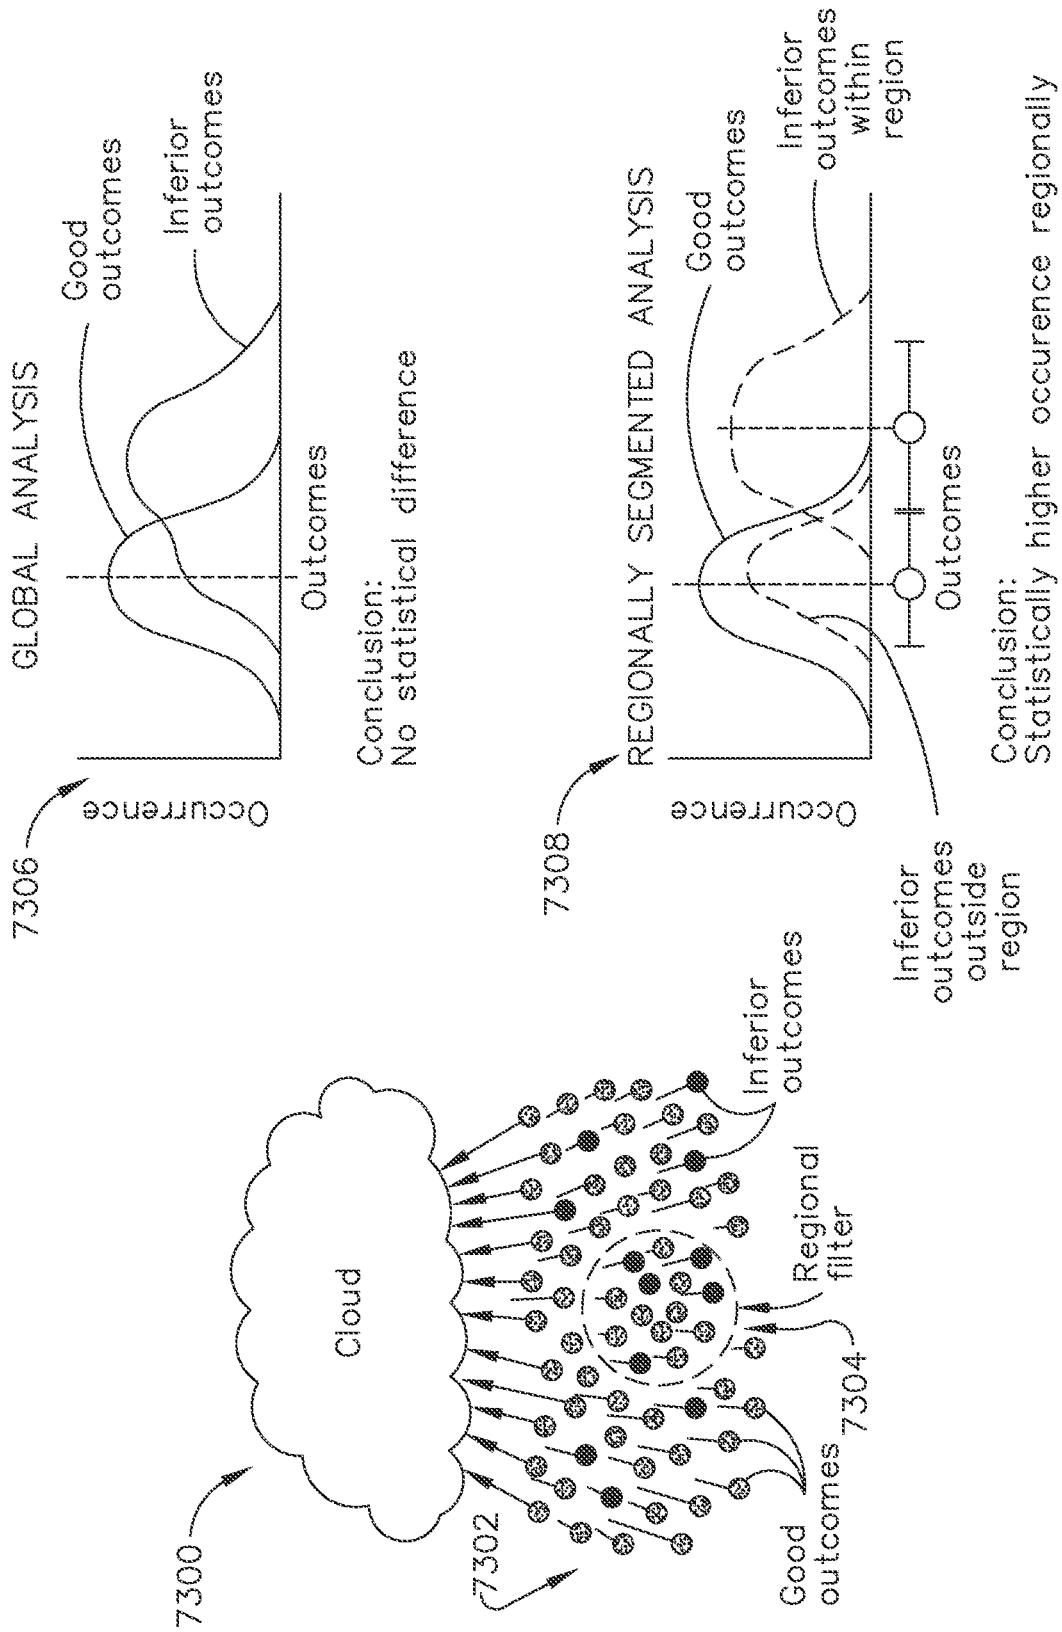 7300
Cloud
7302
Good
outcomes
7304
Regional
filter
Inferior
outcomes
7306
GLOBAL ANALYSIS
Occurrence
Good
outcomes
Inferior
outcomes
Outcomes
Conclusion:
No statistical difference
7308
REGIONALLY SEGMENTED ANALYSIS
Occurrence
Good
outcomes
Inferior
outcomes
within
region
Inferior
outcomes
outside
region
Outcomes
Conclusion:
Statistically higher occurence regionally